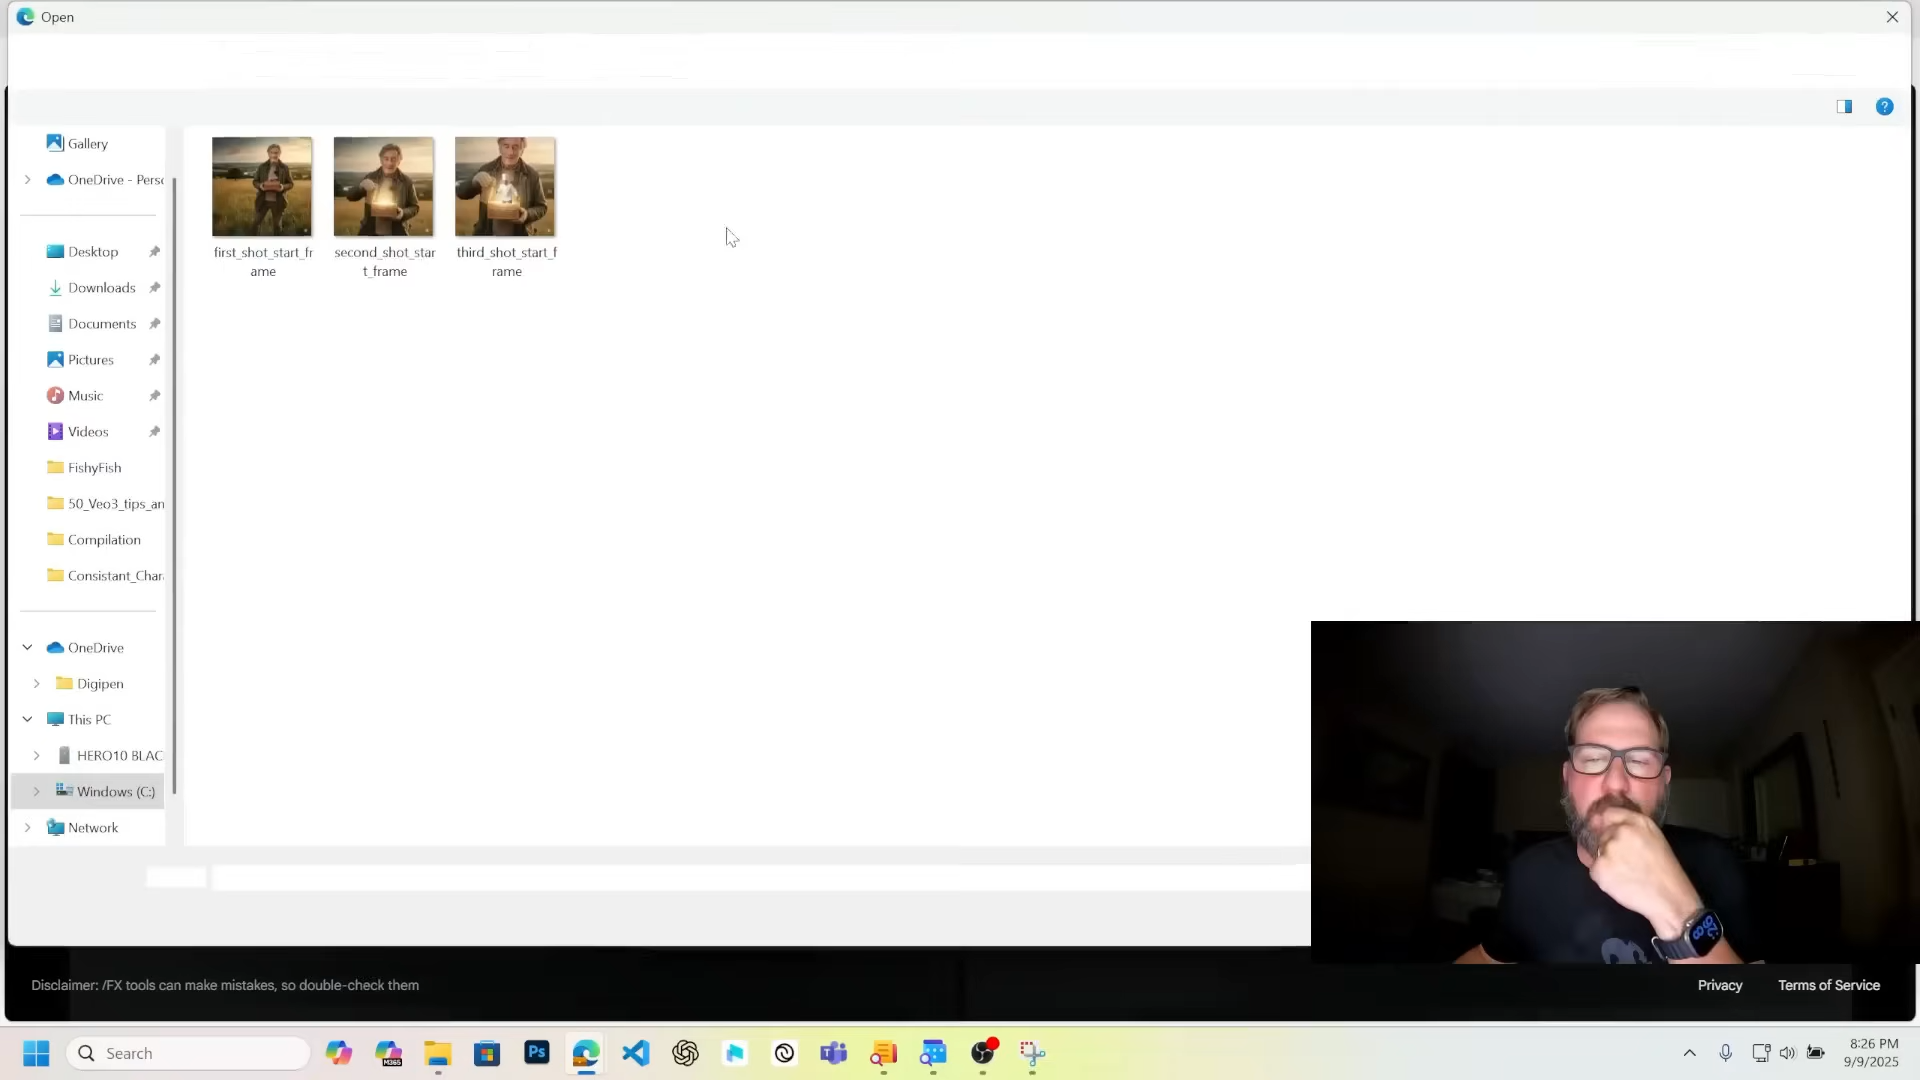 Open
Gallery
OneDrive - Perso
Desktop
Downloads
Documents
Pictures
Music
Videos
FishyFish
50_Veo3_tips_an
Compilation
Consistant_Char
OneDrive
Digipen
This PC
HERO10 BLAC
Windows (C:)
Network
first_shot_start_fr
ame
second_shot_star
t_frame
third_shot_start_f
rame
?
Disclaimer: /FX tools can make mistakes, so double-check them
Privacy
Terms of Service
Search
M365
Ps
8:26 PM
9/9/2025